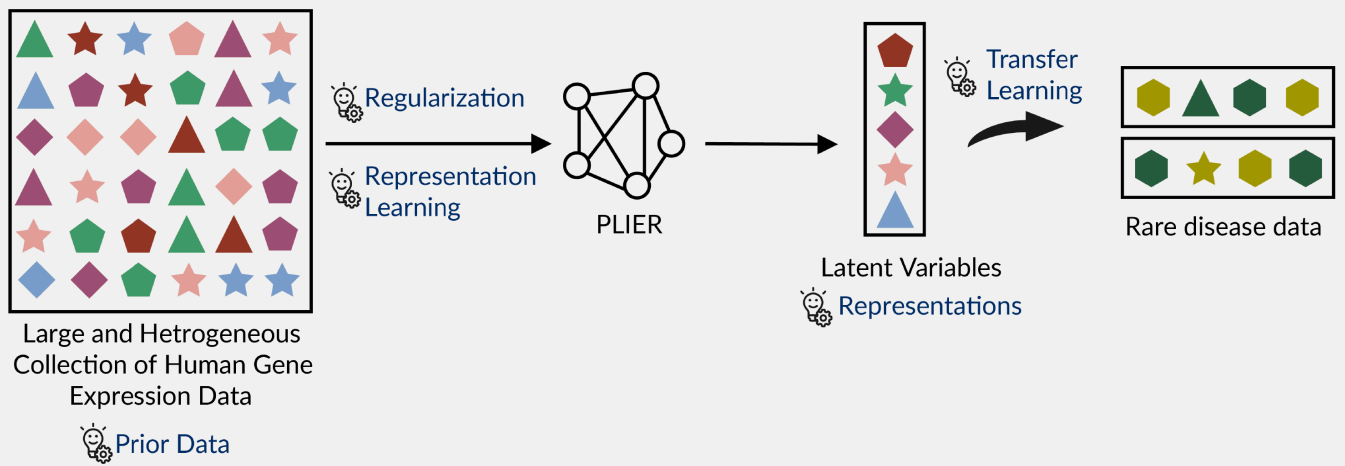 Regularization
Representation
Learning
PLIER
Transfer
Learning
Latent Variables
Representations
Rare disease data
Large and Hetrogeneous
Collection of Human Gene
Expression Data
Prior Data